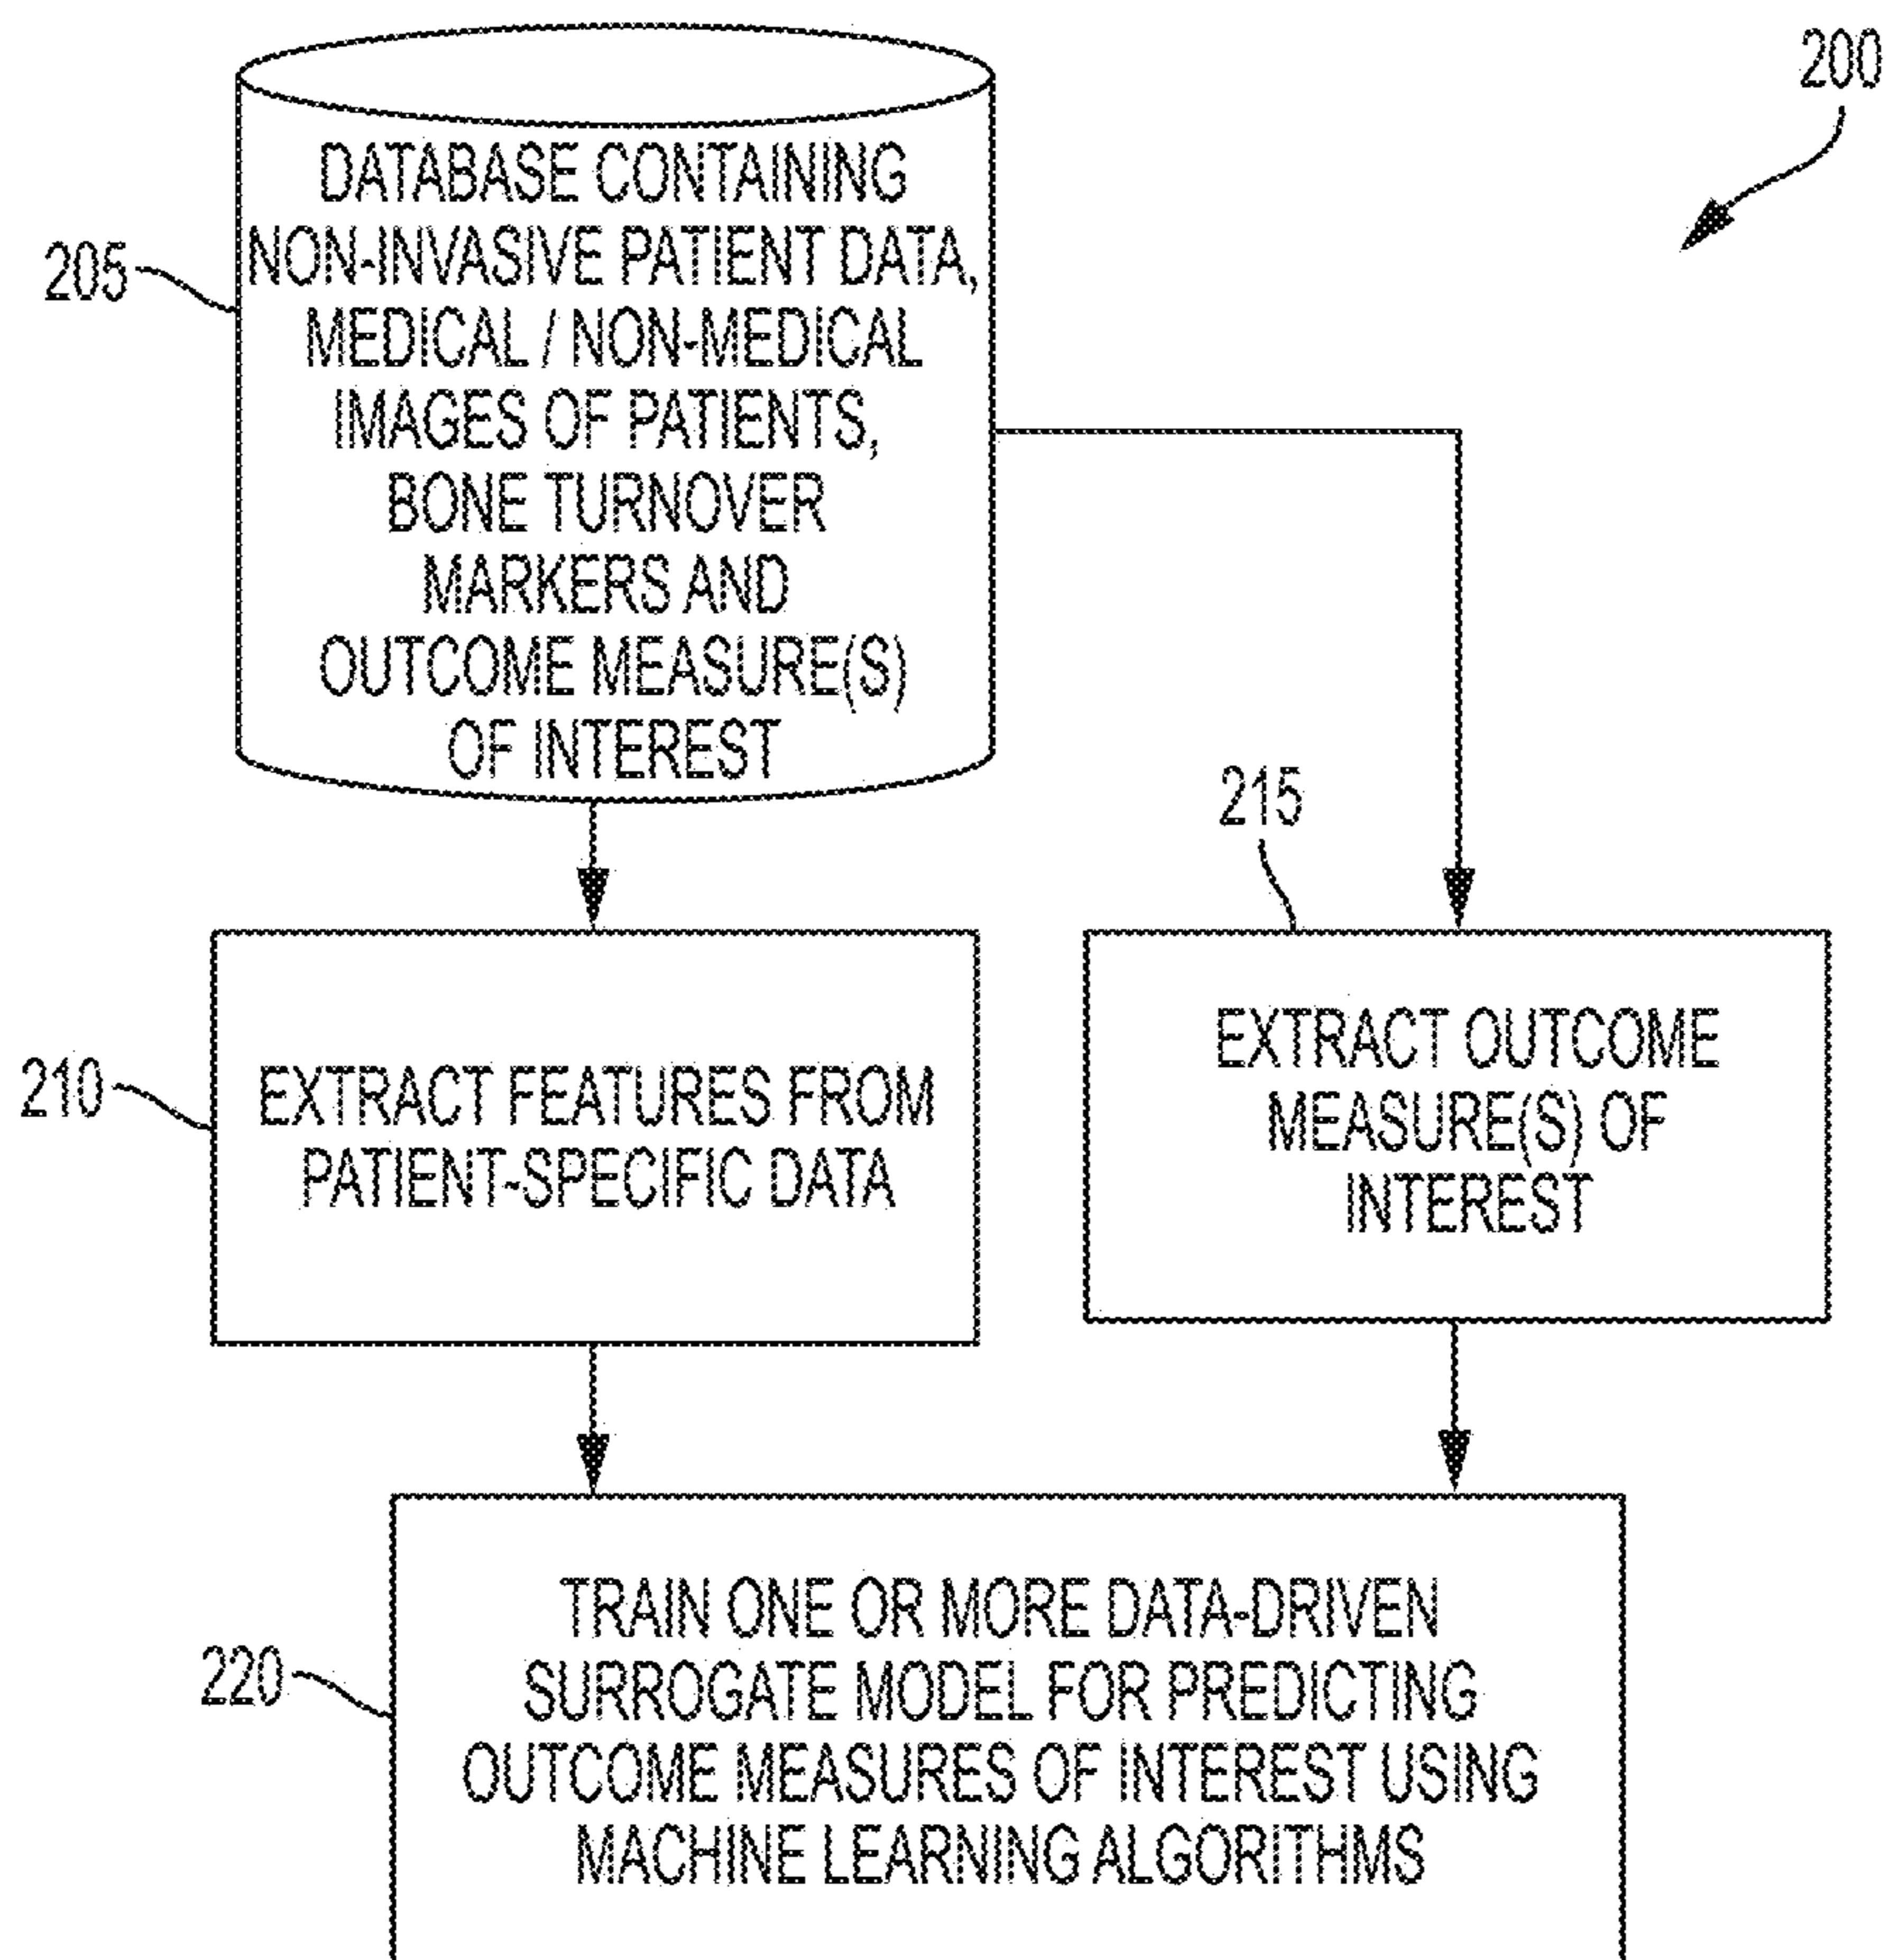 200
DATABASE CONTAINING
NON-INVASIVE PATIENT DATA,
MEDICAL / NON-MEDICAL
IMAGES OF PATIENTS,
BONE TURNOVER
MARKERS AND
OUTCOME MEASURE(S)
OF INTEREST
205
215
210
EXTRACT FEATURES FROM
PATIENT-SPECIFIC DATA
EXTRACT OUTCOME
MEASURE(S) OF
INTEREST
220
TRAIN ONE OR MORE DATA-DRIVEN
SURROGATE MODEL FOR PREDICTING
OUTCOME MEASURES OF INTEREST USING
MACHINE LEARNING ALGORITHMS